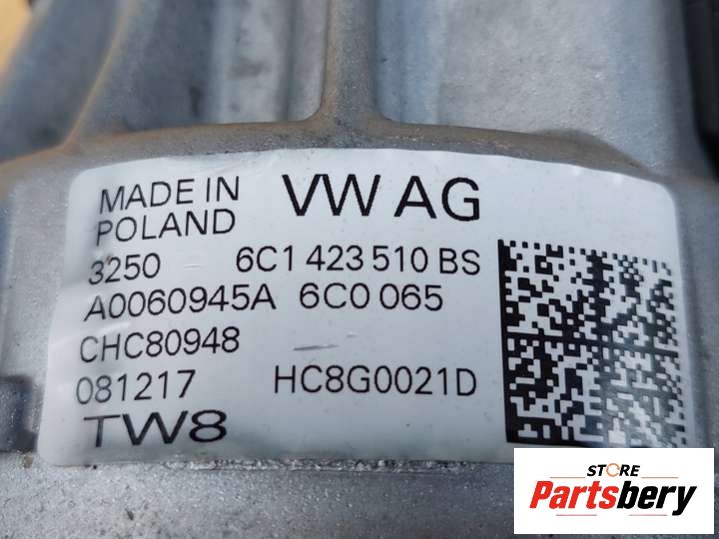 MADE IN
POLAND
VW AG
3250 6C1 423 510 BS
A0060945A 6C0 065
CHC80948
081217 HC8G0021D
TW8
STORE
Partsbery